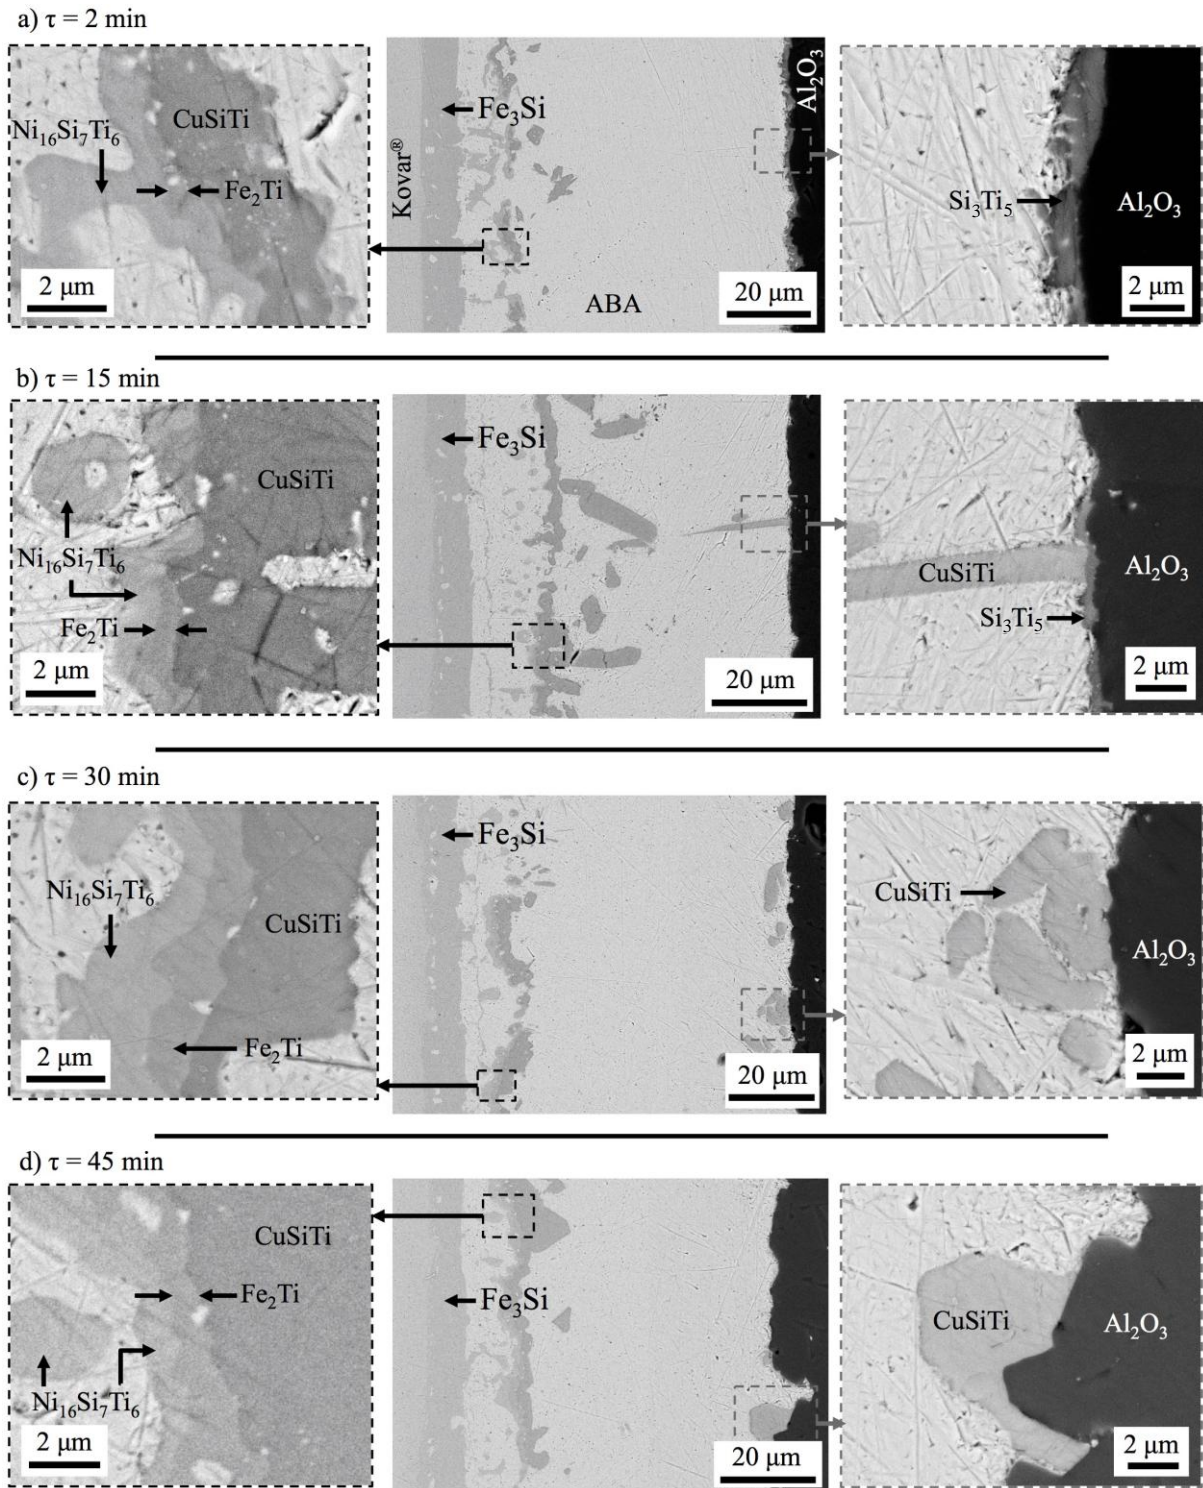 a) τ = 2 min
Ni₁₆Si₇Ti₆
CuSiTi
Fe₂Ti
2 μm
Kovar®
Fe₃Si
ABA
20 μm
Al₂O₃
Si₃Ti₅
Al₂O₃
2 μm
b) τ = 15 min
CuSiTi
Ni₁₆Si₇Ti₆
Fe₂Ti
2 μm
Fe₃Si
20 μm
CuSiTi
Al₂O₃
Si₃Ti₅
2 μm
c) τ = 30 min
Ni₁₆Si₇Ti₆
CuSiTi
Fe₂Ti
2 μm
Fe₃Si
20 μm
CuSiTi
Al₂O₃
2 μm
d) τ = 45 min
CuSiTi
Fe₂Ti
Ni₁₆Si₇Ti₆
2 μm
Fe₃Si
20 μm
CuSiTi
Al₂O₃
2 μm